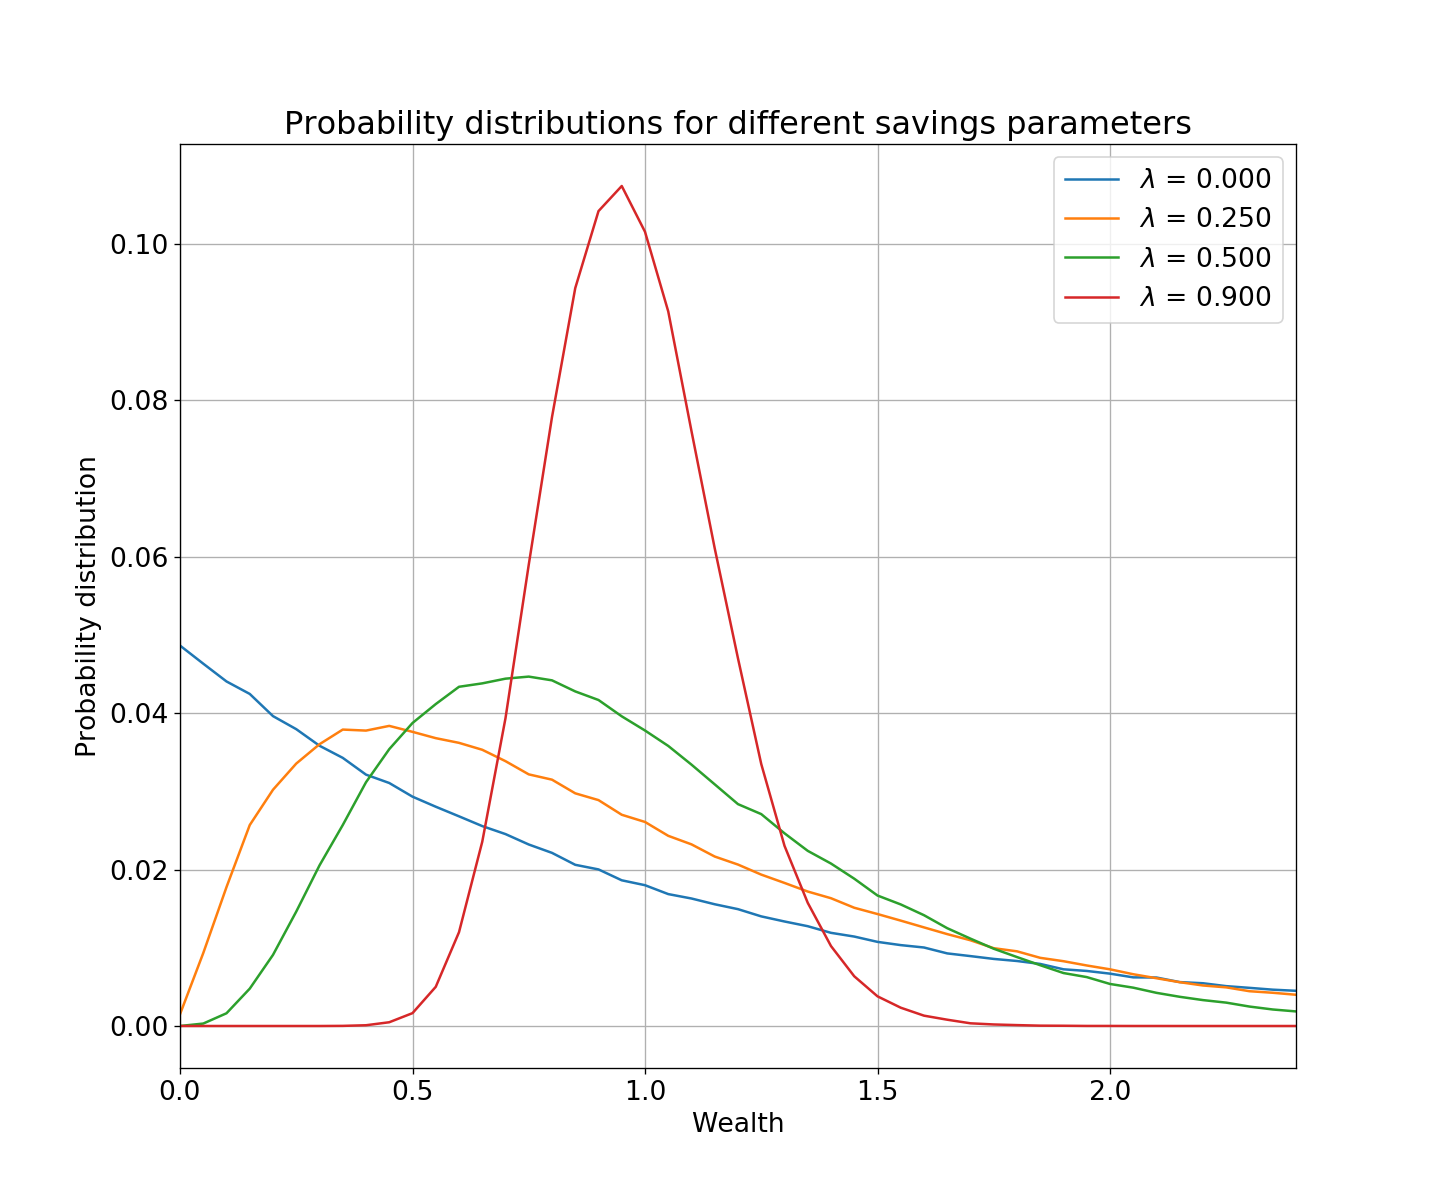 Probability distributions for different savings parameters
λ = 0.000
λ = 0.250
λ = 0.500
λ = 0.900
0.10
0.08
0.06
0.04
0.02
0.00
Probability distribution
0.0 0.5 1.0 1.5 2.0
Wealth